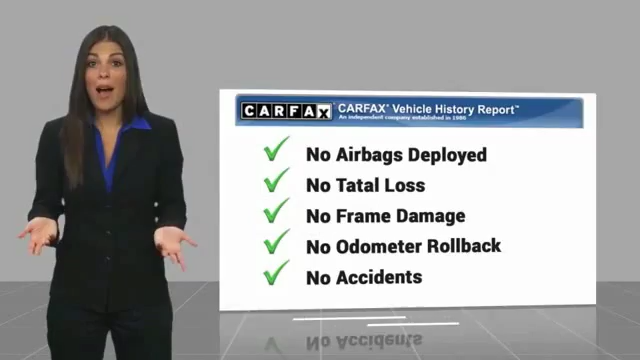 CARFAX CARFAX® Vehicle History Report™
An independent company established in 1986
No Airbags Deployed
No Tatal Loss
No Frame Damage
No Odometer Rollback
No Accidents